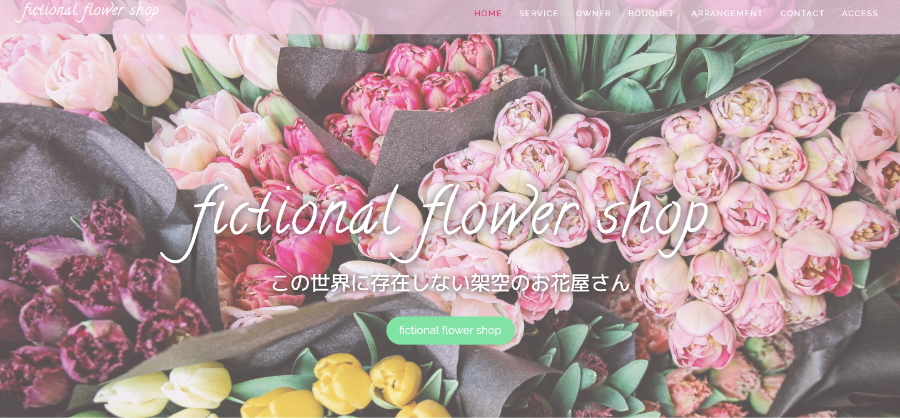 fictional flower shop
HOME SERVICE OWNER BOUQUET ARRANGEMENT CONTACT ACCESS
fictional flower shop
この世界に存在しない架空のお花屋さん
fictional flower shop